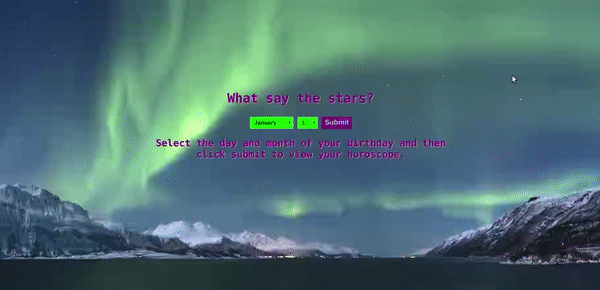 What say the stars?
January 1 Submit
Select the day and month of your birthday and then
click submit to view your horoscope.